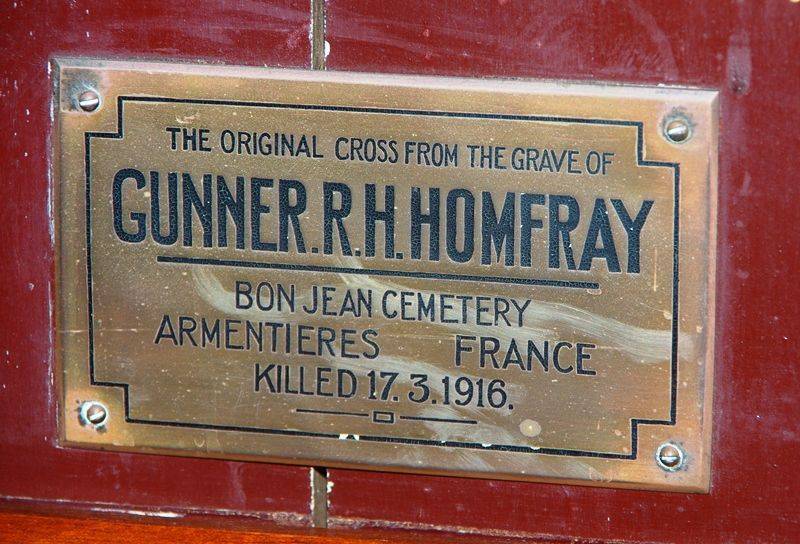 THE ORIGINAL CROSS FROM THE GRAVE OF
GUNNER.R.H.HOMFRAY
BON JEAN CEMETERY
ARMENTIERES FRANCE
KILLED 17.3.1916.